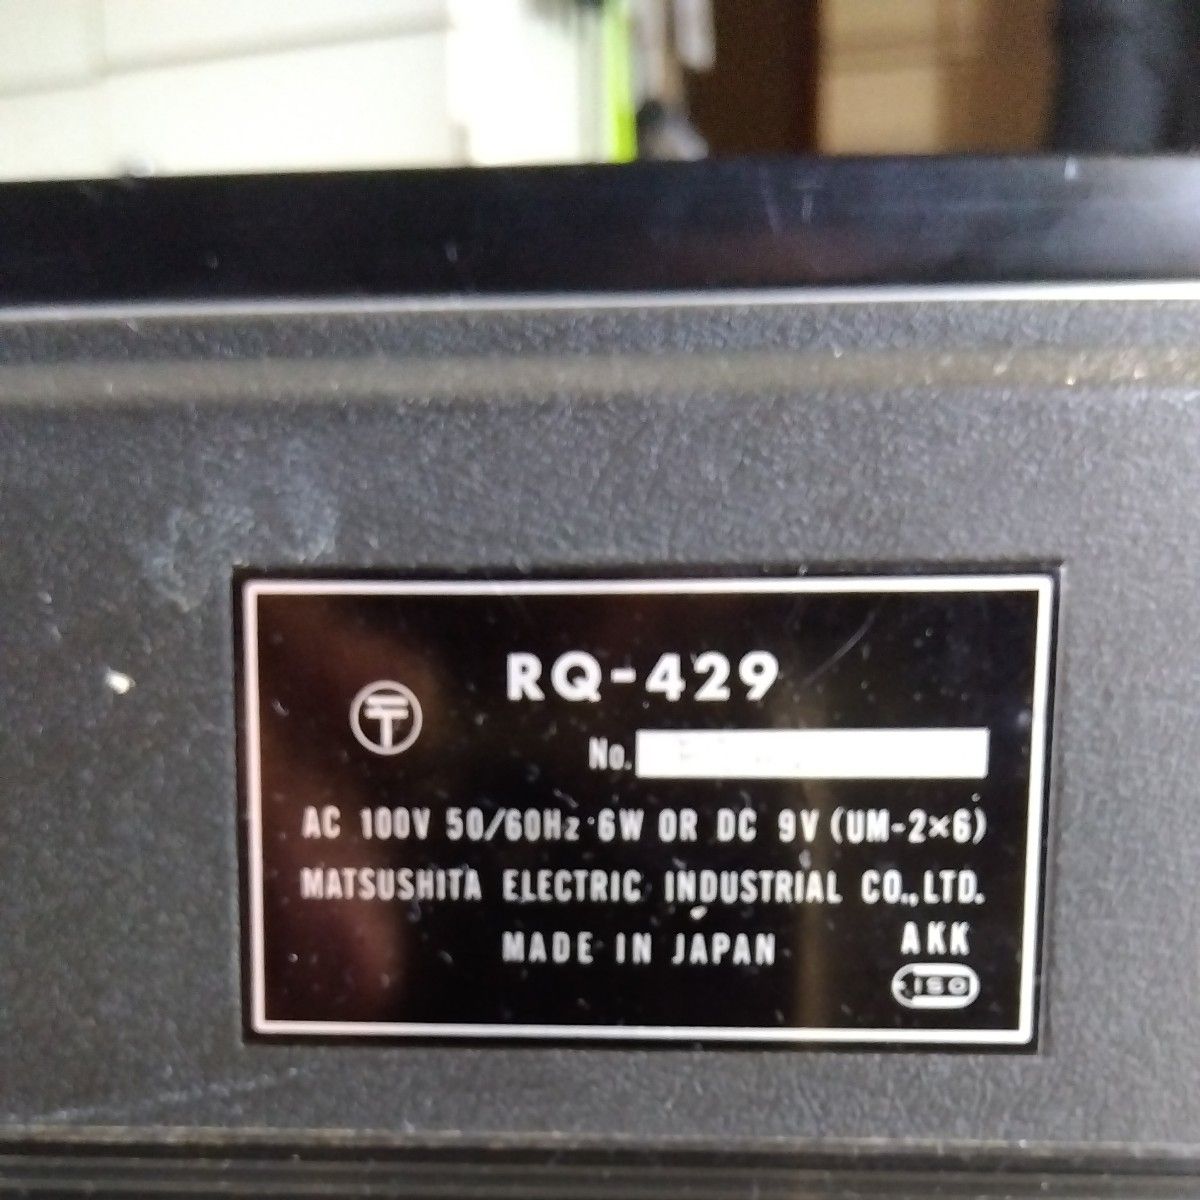 RQ-429
No.
AC 100V 50/60Hz 6W OR DC 9V (UM-2×6)
MATSUSHITA ELECTRIC INDUSTRIAL CO., LTD.
MADE IN JAPAN
AKK
ISO